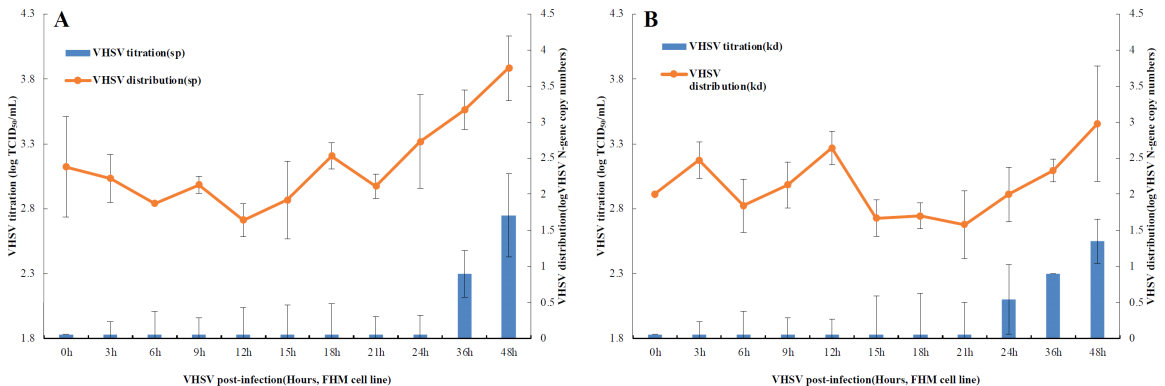 A
VHSV titration(sp)
VHSV distribution(sp)
VHSV titration (log TCID₅₀/mL)
4.3
3.8
3.3
2.8
2.3
1.8
4.5
4
3.5
3
2.5
2
1.5
1
0.5
0
VHSV distribution(log VHSV N-gene copy numbers)
0h 3h 6h 9h 12h 15h 18h 21h 24h 36h 48h
VHSV post-infection(Hours, FHM cell line)
B
VHSV titration(kd)
VHSV
distribution(kd)
VHSV titration (log TCID₅₀/mL)
4.3
3.8
3.3
2.8
2.3
1.8
4.5
4
3.5
3
2.5
2
1.5
1
0.5
0
VHSV distribution(log VHSV N-gene copy numbers)
0h 3h 6h 9h 12h 15h 18h 21h 24h 36h 48h
VHSV post-infection(Hours, FHM cell line)